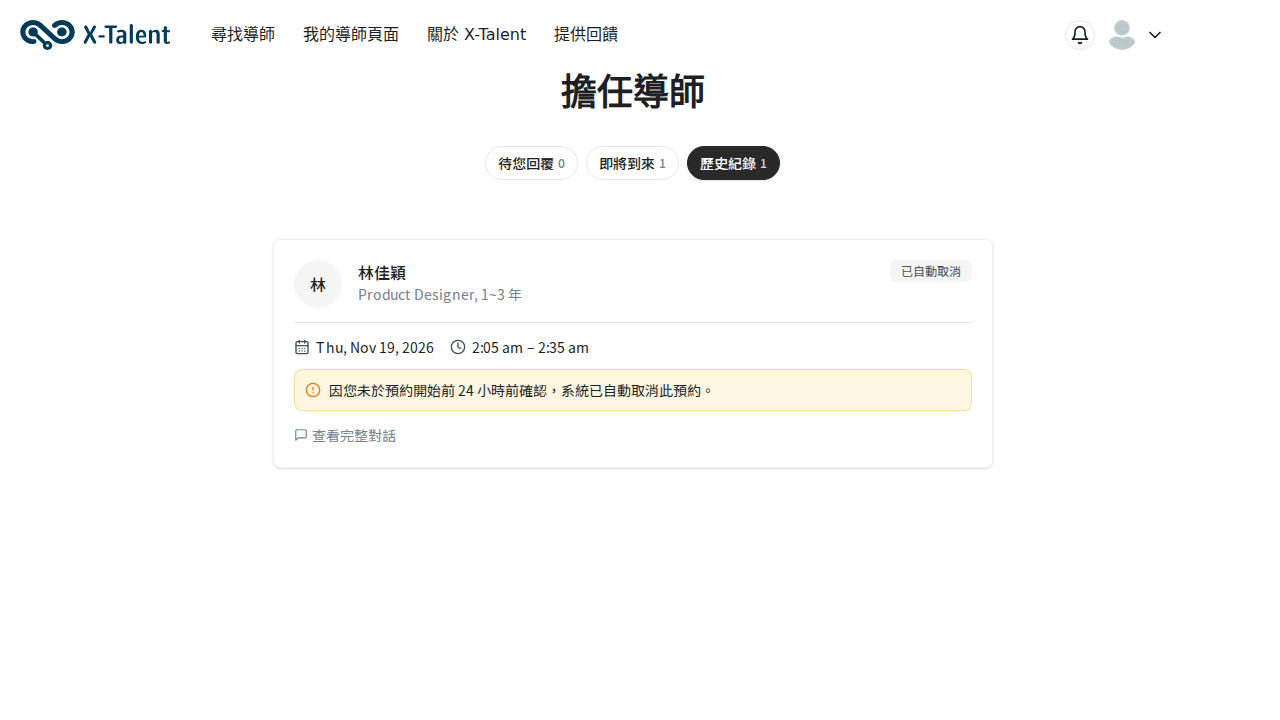 X-Talent
尋找導師
我的導師頁面
關於 X-Talent
提供回饋
擔任導師
待您回覆 0
即將到來 1
歷史紀錄 1
林
林佳穎
Product Designer, 1~3 年
已自動取消
Thu, Nov 19, 2026
2:05 am – 2:35 am
因您未於預約開始前 24 小時前確認，系統已自動取消此預約。
查看完整對話